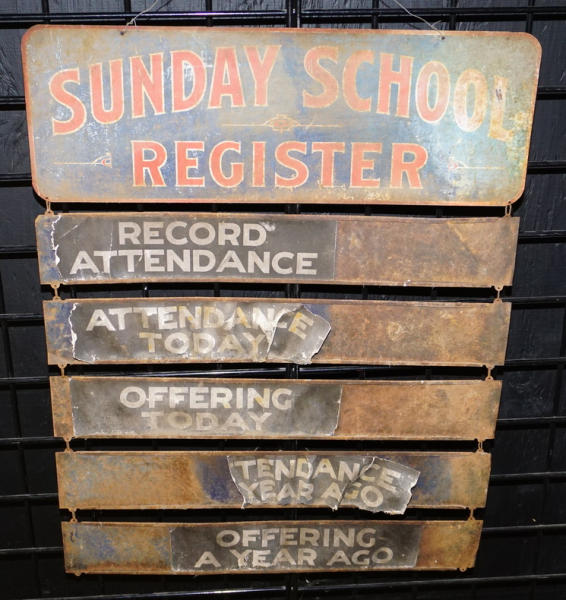 SUNDAY SCHOOL
REGISTER
RECORD
ATTENDANCE
ATTENDANCE
TODAY
OFFERING
TODAY
TENDANCE
YEAR AGO
OFFERING
A YEAR AGO